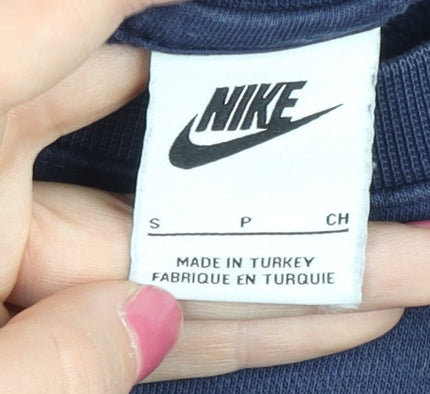 NIKE
S P CH
MADE IN TURKEY
FABRIQUE EN TURQUIE